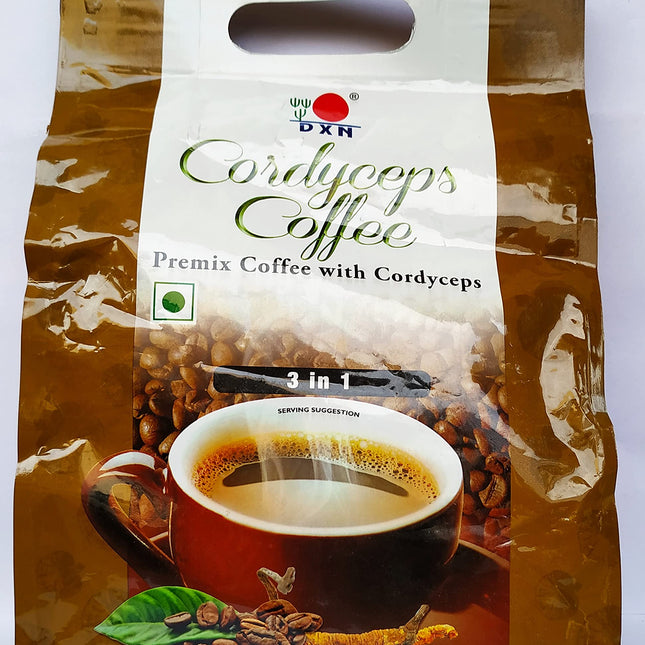 ®
DXN
Cordyceps
Coffee
Premix Coffee with Cordyceps
3 in 1
SERVING SUGGESTION